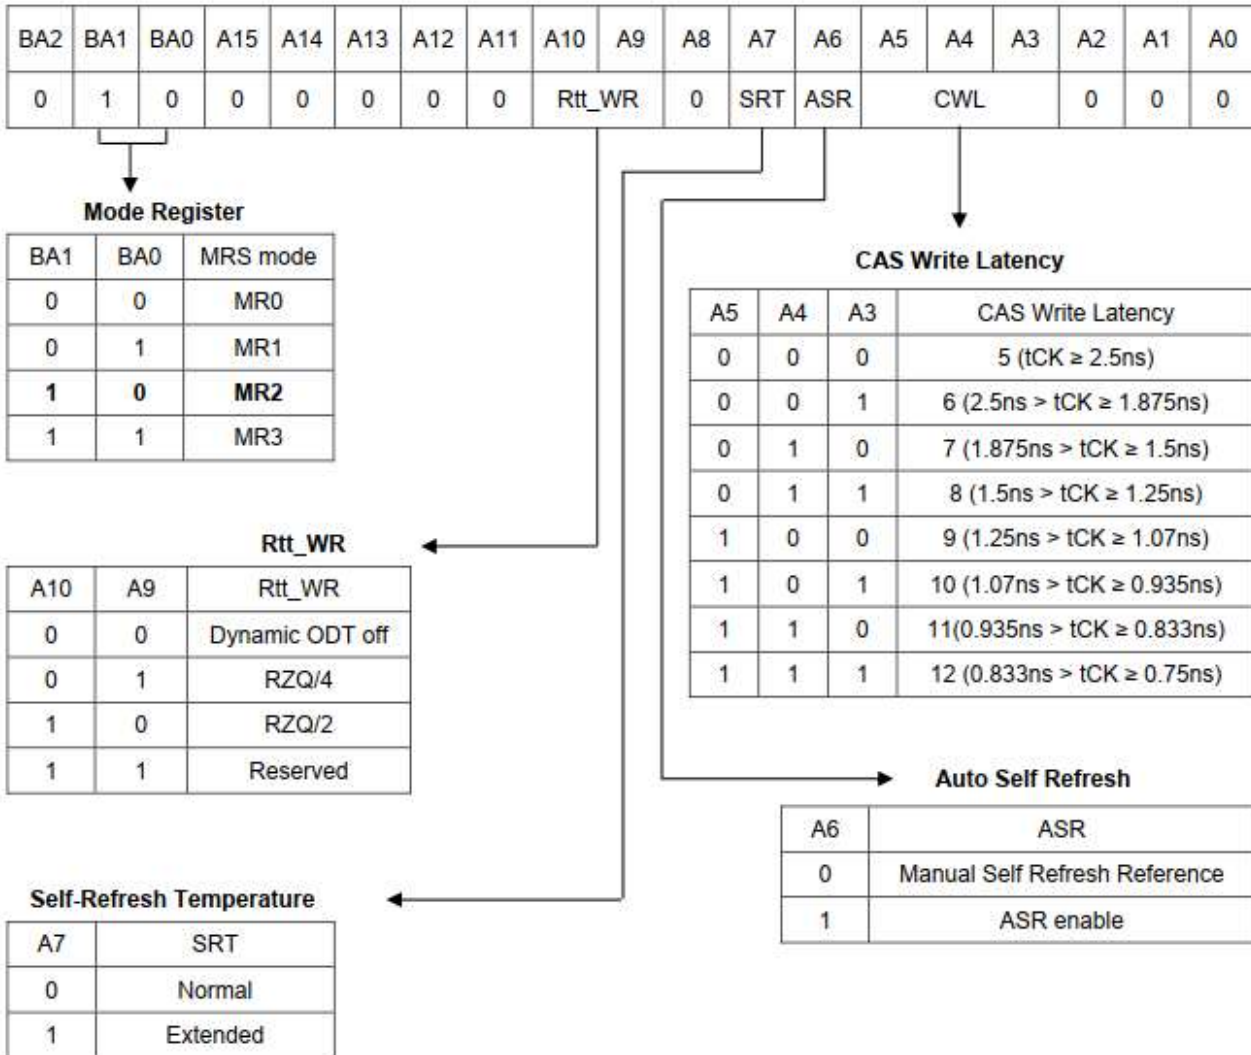 BA2 BA1 BA0 A15 A14 A13 A12 A11 A10 A9 A8 A7 A6 A5 A4 A3 A2 A1 A0
0 1 0 0 0 0 0 0 Rtt_WR 0 SRT ASR CWL 0 0 0
Mode Register
BA1 BA0 MRS mode
0 0 MR0
0 1 MR1
1 0 MR2
1 1 MR3
CAS Write Latency
A5 A4 A3 CAS Write Latency
0 0 0 5 (tCK ≥ 2.5ns)
0 0 1 6 (2.5ns > tCK ≥ 1.875ns)
0 1 0 7 (1.875ns > tCK ≥ 1.5ns)
0 1 1 8 (1.5ns > tCK ≥ 1.25ns)
1 0 0 9 (1.25ns > tCK ≥ 1.07ns)
1 0 1 10 (1.07ns > tCK ≥ 0.935ns)
1 1 0 11(0.935ns > tCK ≥ 0.833ns)
1 1 1 12 (0.833ns > tCK ≥ 0.75ns)
Rtt_WR
A10 A9 Rtt_WR
0 0 Dynamic ODT off
0 1 RZQ/4
1 0 RZQ/2
1 1 Reserved
Auto Self Refresh
A6 ASR
0 Manual Self Refresh Reference
1 ASR enable
Self-Refresh Temperature
A7 SRT
0 Normal
1 Extended